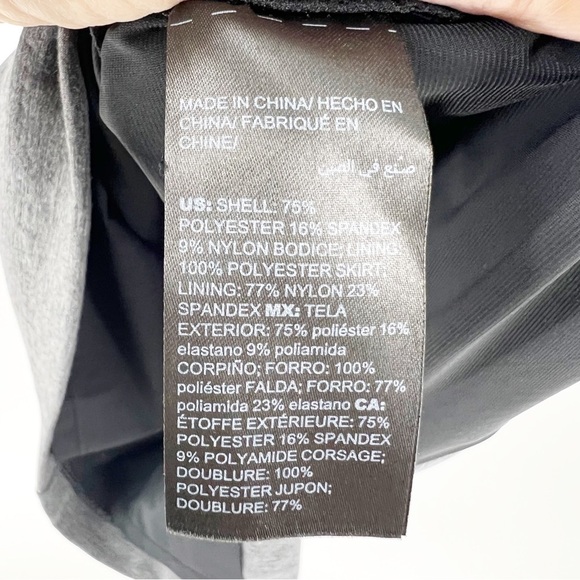 MADE IN CHINA/ HECHO EN
CHINA/ FABRIQUÉ EN
CHINE/
صنع في الصين
US: SHELL: 75%
POLYESTER 16% SPANDEX
9% NYLON BODICE: LINING:
100% POLYESTER SKIRT;
LINING: 77% NYLON 23%
SPANDEX MX: TELA
EXTERIOR: 75% poliéster 16%
elastano 9% poliamida
CORPIÑO; FORRO: 100%
poliéster FALDA; FORRO: 77%
poliamida 23% elastano CA:
ÉTOFFE EXTÉRIEURE: 75%
POLYESTER 16% SPANDEX
9% POLYAMIDE CORSAGE;
DOUBLURE: 100%
POLYESTER JUPON;
DOUBLURE: 77%